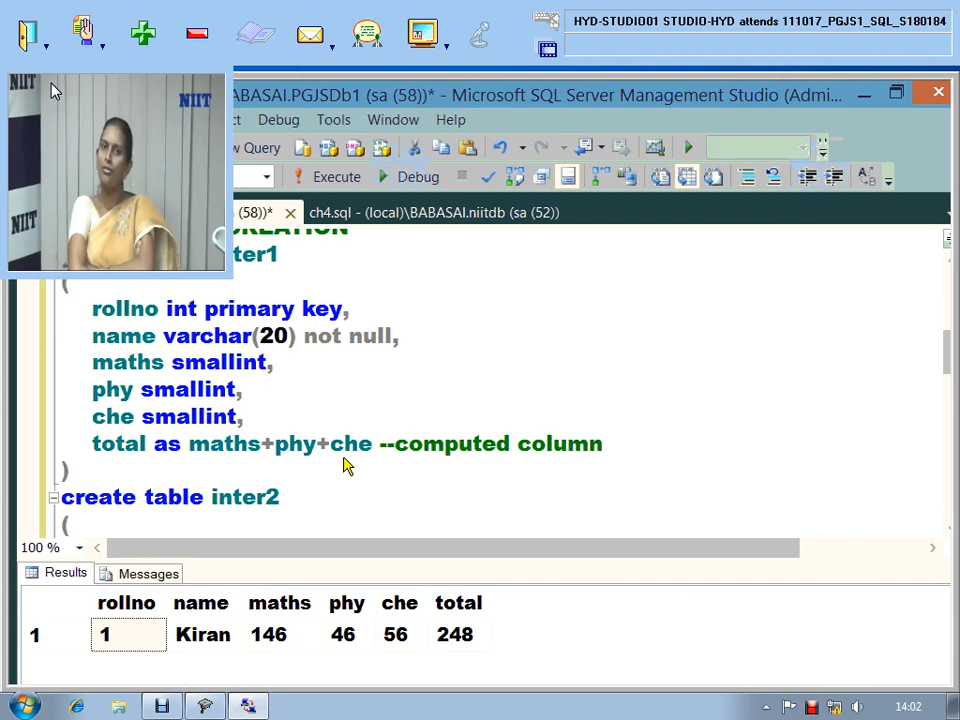 HYD-STUDIO01 STUDIO-HYD attends 111017_PGJS1_SQL_S180184
NIIT
NIIT
NIIT
ABASAI.PGJSDb1 (sa (58))* - Microsoft SQL Server Management Studio (Admi...
ct Debug Tools Window Help
w Query
Execute Debug
(58))* ch4.sql - (local)\BABASAI.niitdb (sa (52))
CREATION
nter1
(
rollno int primary key,
name varchar(20) not null,
maths smallint,
phy smallint,
che smallint,
total as maths+phy+che --computed column
)
create table inter2
(
100 %
Results Messages
rollno name maths phy che total
1 1 Kiran 146 46 56 248
14:02